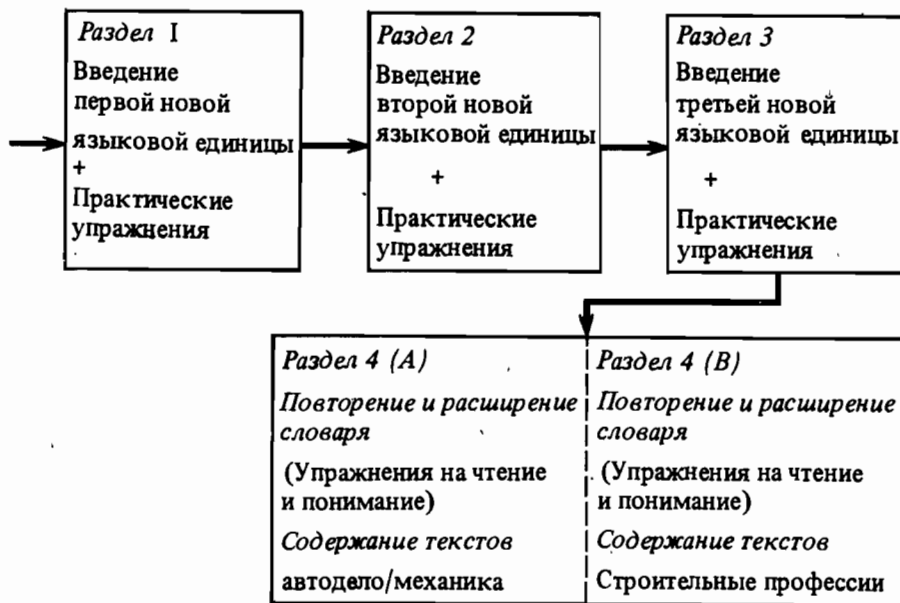 Раздел I
Введение
первой новой
языковой единицы
+
Практические
упражнения
Раздел 2
Введение
второй новой
языковой единицы
+
Практические
упражнения
Раздел 3
Введение
третьей новой
языковой единицы
+
Практические
упражнения
Раздел 4 (А)
Повторение и расширение
словаря
(Упражнения на чтение
и понимание)
Содержание текстов
автодело/механика
Раздел 4 (В)
Повторение и расширение
словаря
(Упражнения на чтение
и понимание)
Содержание текстов
Строительные профессии